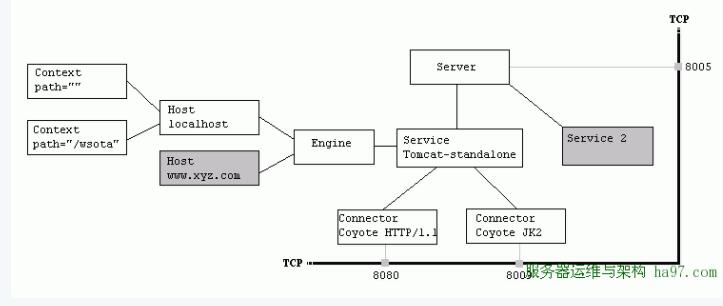 TCP
Server
8005
Context
path=""
Host
localhost
Context
path="/wsota"
Engine
Service
Tomcat-standalone
Service 2
Host
www.xyz.com
Connector
Coyote HTTP/1.1
Connector
Coyote JK2
TCP
8080
8009
服务器运维与架构 ha97.com